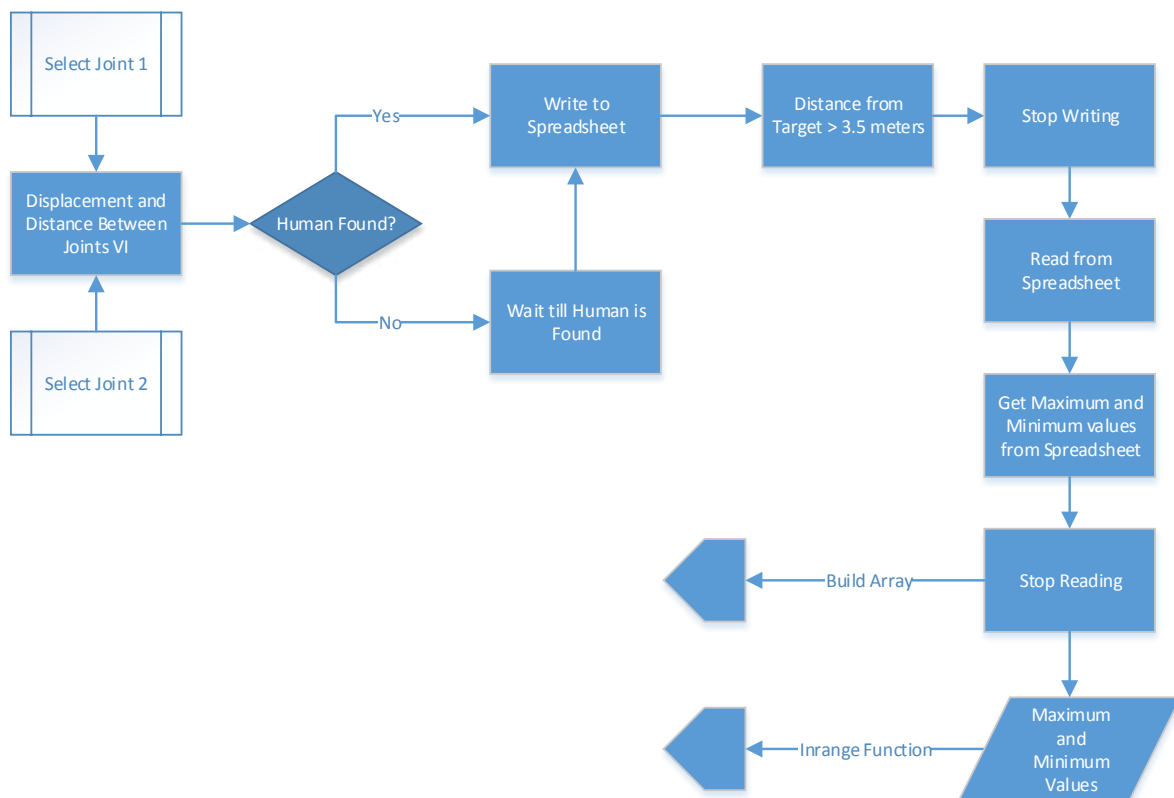 Select Joint 1
Displacement and
Distance Between
Joints VI
Select Joint 2
Human Found?
Yes
No
Write to
Spreadsheet
Wait till Human is
Found
Distance from
Target > 3.5 meters
Stop Writing
Read from
Spreadsheet
Get Maximum and
Minimum values
from Spreadsheet
Stop Reading
Build Array
Maximum
and
Minimum
Values
Inrange Function